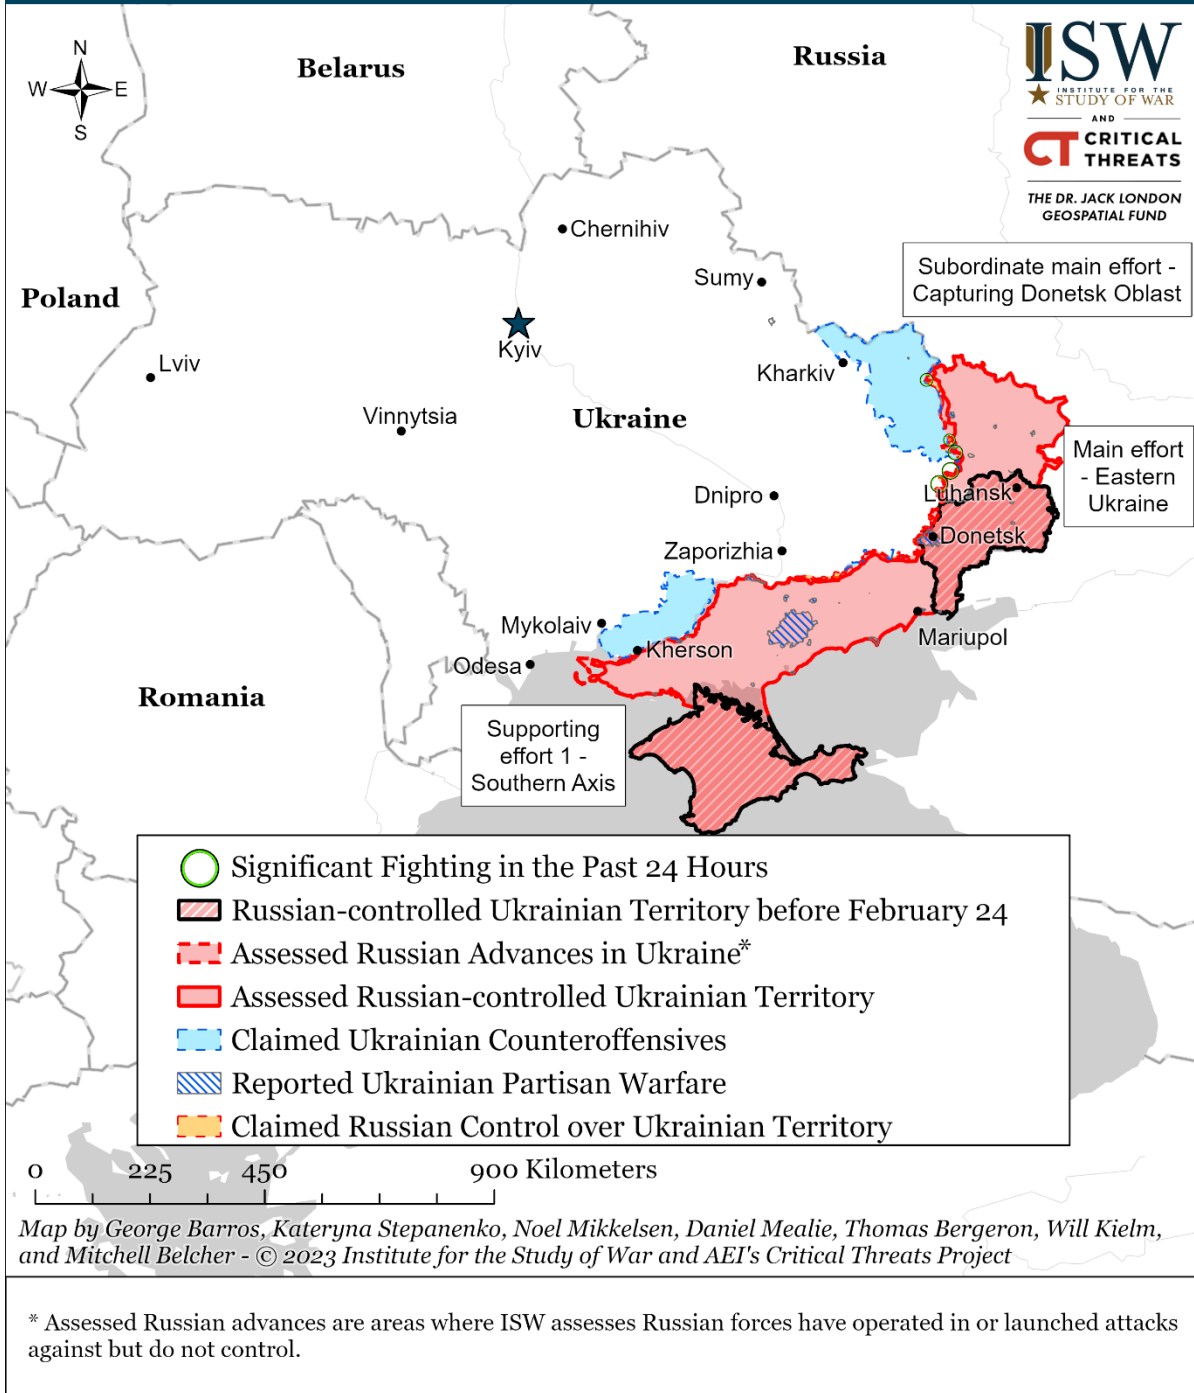 N
W
E
S
Belarus
Russia
ISW
INSTITUTE FOR THE
STUDY OF WAR
AND
CT CRITICAL
THREATS
THE DR. JACK LONDON
GEOSPATIAL FUND
Chernihiv
Sumy
Subordinate main effort -
Capturing Donetsk Oblast
Poland
Kyiv
Lviv
Kharkiv
Vinnytsia
Ukraine
Main effort
- Eastern
Ukraine
Dnipro
Luhansk
Donetsk
Zaporizhia
Mykolaiv
Mariupol
Kherson
Odesa
Romania
Supporting
effort 1 -
Southern Axis
Significant Fighting in the Past 24 Hours
Russian-controlled Ukrainian Territory before February 24
Assessed Russian Advances in Ukraine*
Assessed Russian-controlled Ukrainian Territory
Claimed Ukrainian Counteroffensives
Reported Ukrainian Partisan Warfare
Claimed Russian Control over Ukrainian Territory
0 225 450 900 Kilometers
Map by George Barros, Kateryna Stepanenko, Noel Mikkelsen, Daniel Mealie, Thomas Bergeron, Will Kielm,
and Mitchell Belcher - © 2023 Institute for the Study of War and AEI's Critical Threats Project
* Assessed Russian advances are areas where ISW assesses Russian forces have operated in or launched attacks
against but do not control.